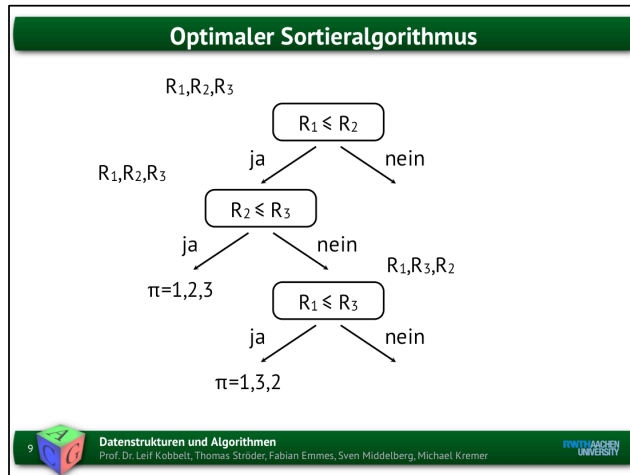 Optimaler Sortieralgorithmus
R₁,R₂,R₃
R₁ ⩽ R₂
ja nein
R₁,R₂,R₃
R₂ ⩽ R₃
ja nein
R₁,R₃,R₂
π=1,2,3
R₁ ⩽ R₃
ja nein
π=1,3,2
9
A C G
Datenstrukturen und Algorithmen
Prof. Dr. Leif Kobbelt, Thomas Ströder, Fabian Emmes, Sven Middelberg, Michael Kremer
RWTHAACHEN
UNIVERSITY